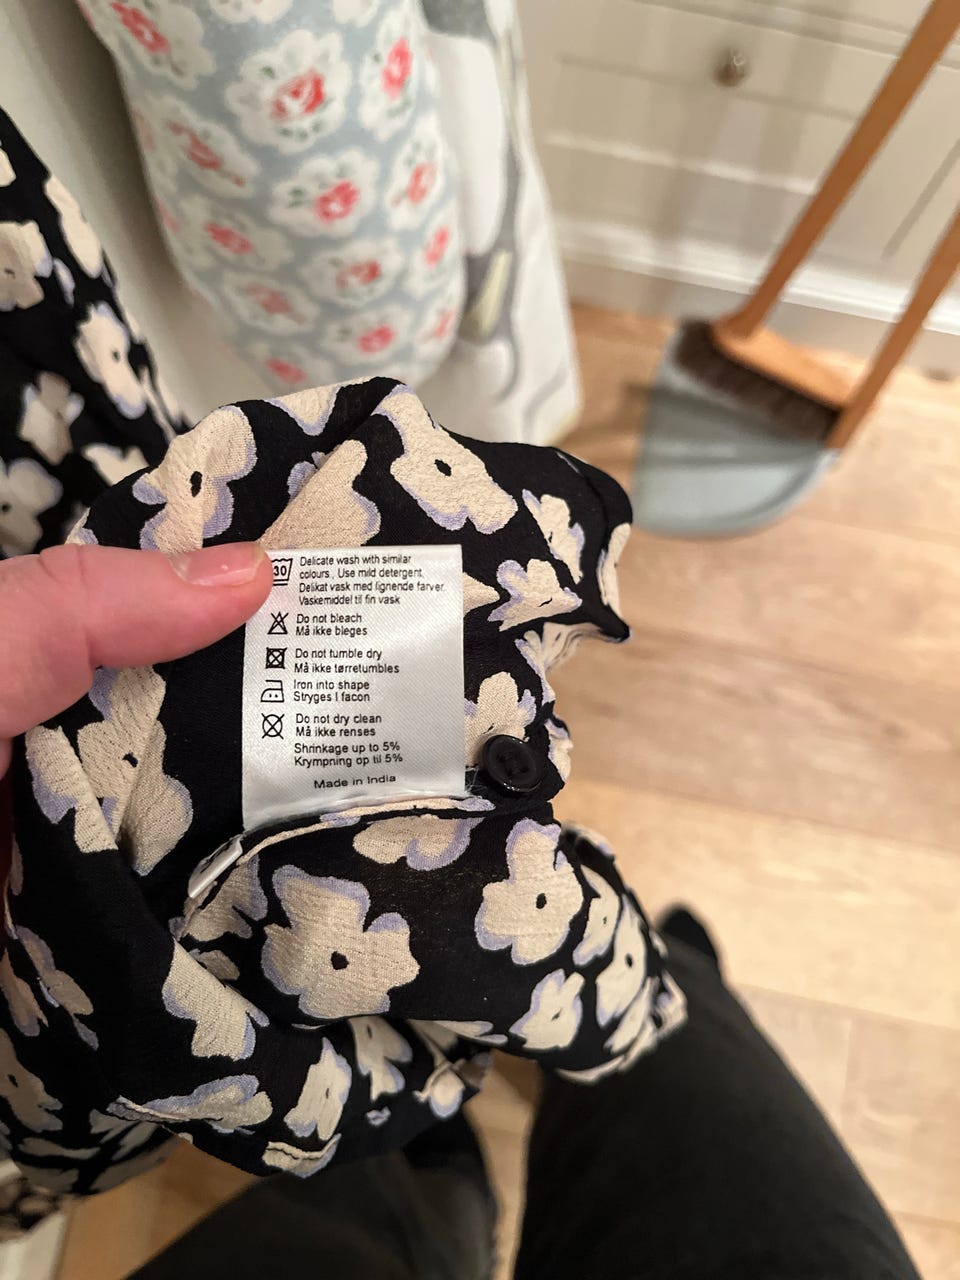 30 Delicate wash with similar
colours , Use mild detergent,
Delikat vask med lignende farver.
Vaskemiddel til fin vask
Do not bleach
Må ikke bleges
Do not tumble dry
Må ikke tørretumbles
Iron into shape
Stryges I facon
Do not dry clean
Må ikke renses
Shrinkage up to 5%
Krympning op til 5%
Made in India